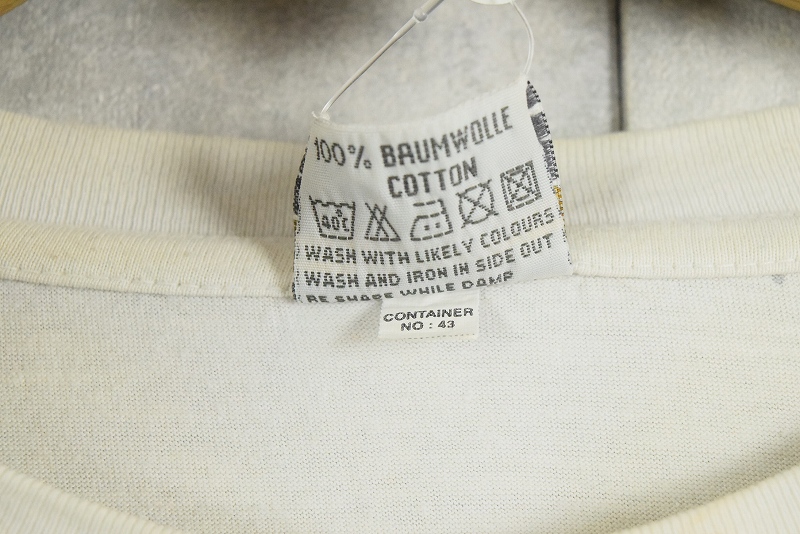 100% BAUMWOLLE
COTTON
40°C
WASH WITH LIKELY COLOURS
WASH AND IRON IN SIDE OUT
RE SHAPE WHILE DAMP
CONTAINER
NO : 43